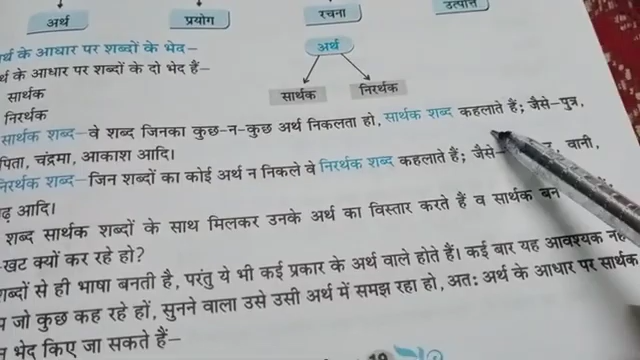 अर्थ
प्रयोग
रचना
उत्पत्ति
अर्थ के आधार पर शब्दों के भेद–
अर्थ के आधार पर शब्दों के दो भेद हैं–
अर्थ
सार्थक
निरर्थक
सार्थक
निरर्थक
सार्थक शब्द–वे शब्द जिनका कुछ-न-कुछ अर्थ निकलता हो, सार्थक शब्द कहलाते हैं; जैसे–पुत्र,
पिता, चंद्रमा, आकाश आदि।
निरर्थक शब्द–जिन शब्दों का कोई अर्थ न निकले वे निरर्थक शब्द कहलाते हैं; जैसे– वानी,
आदि।
शब्द सार्थक शब्दों के साथ मिलकर उनके अर्थ का विस्तार करते हैं व सार्थक बन
-खट क्यों कर रहे हो?
शब्दों से ही भाषा बनती है, परंतु ये भी कई प्रकार के अर्थ वाले होते हैं। कई बार यह आवश्यक नहीं
जो कुछ कह रहे हों, सुनने वाला उसे उसी अर्थ में समझ रहा हो, अतः अर्थ के आधार पर सार्थक
भेद किए जा सकते हैं–
19